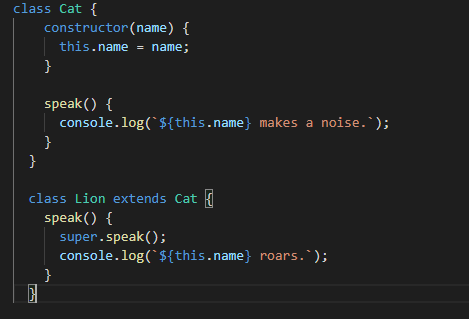 class Cat {
    constructor(name) {
      this.name = name;
    }

    speak() {
      console.log(`${this.name} makes a noise.`);
    }
  }

  class Lion extends Cat {
    speak() {
      super.speak();
      console.log(`${this.name} roars.`);
    }
  }